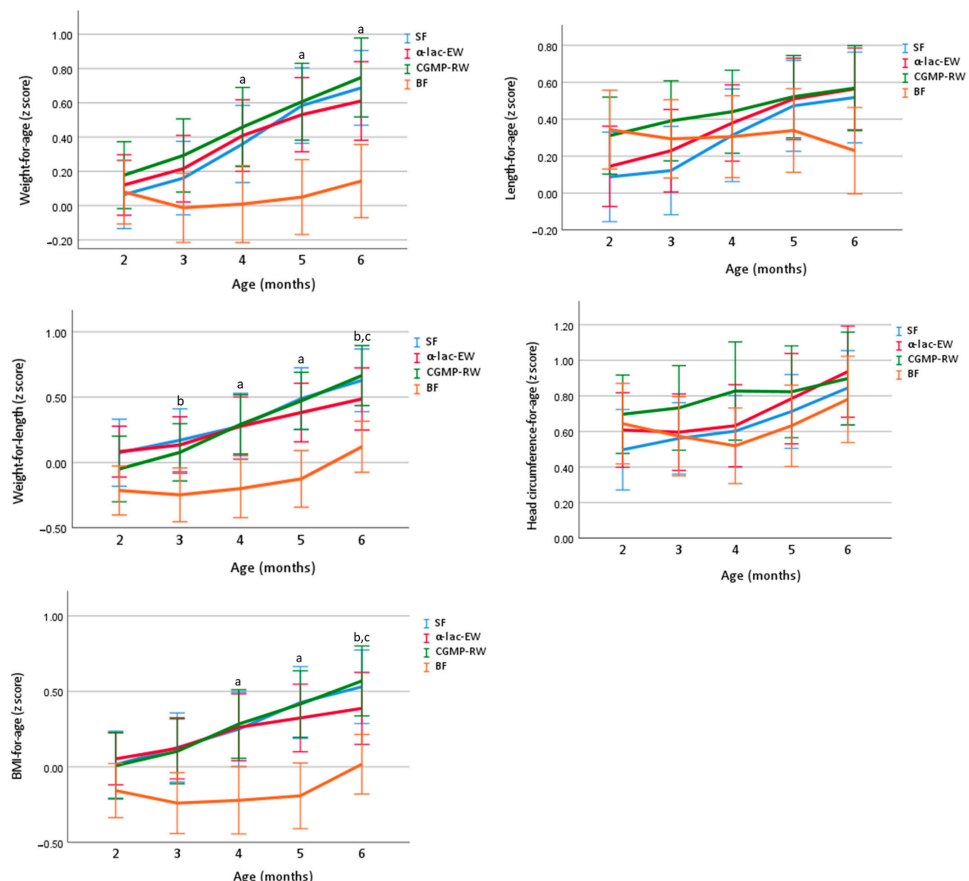 a a a
1.00
0.80
0.60
0.40
0.20
0.00
−0.20
Weight-for-age (z score)
2 3 4 5 6
Age (months)
SF
α-lac-EW
CGMP-RW
BF
0.80
0.60
0.40
0.20
0.00
−0.20
Length-for-age (z score)
2 3 4 5 6
Age (months)
SF
α-lac-EW
CGMP-RW
BF
b a a b,c
1.00
0.50
0.00
−0.50
Weight-for-length (z score)
2 3 4 5 6
Age (months)
SF
α-lac-EW
CGMP-RW
BF
1.20
1.00
0.80
0.60
0.40
0.20
0.00
Head circumference-for-age (z score)
2 3 4 5 6
Age (months)
SF
α-lac-EW
CGMP-RW
BF
a a b,c
1.00
0.50
0.00
−0.50
BMI-for-age (z score)
2 3 4 5 6
Age (months)
SF
α-lac-EW
CGMP-RW
BF